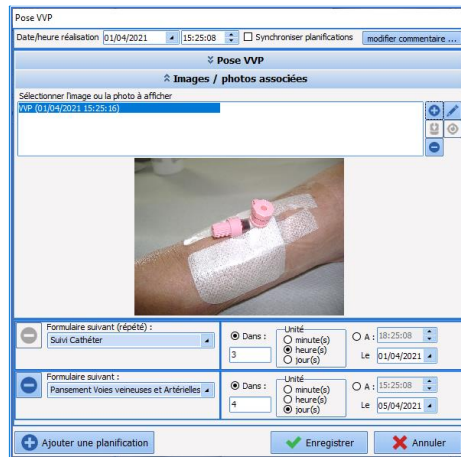 Pose VVP
Date/heure réalisation 01/04/2021 15:25:08 Synchroniser planifications modifier commentaire ...
Pose VVP
Images / photos associées
Sélectionner l'image ou la photo à afficher
VVP (01/04/2021 15:25:16)
Formulaire suivant (répété) :
Suivi Cathéter
Dans :
3
Unité
minute(s)
heure(s)
jour(s)
A : 18:25:08
Le 01/04/2021
Formulaire suivant :
Pansement Voies veineuses et Artérielles
Dans :
4
Unité
minute(s)
heure(s)
jour(s)
A : 15:25:08
Le 05/04/2021
Ajouter une planification
Enregistrer
Annuler